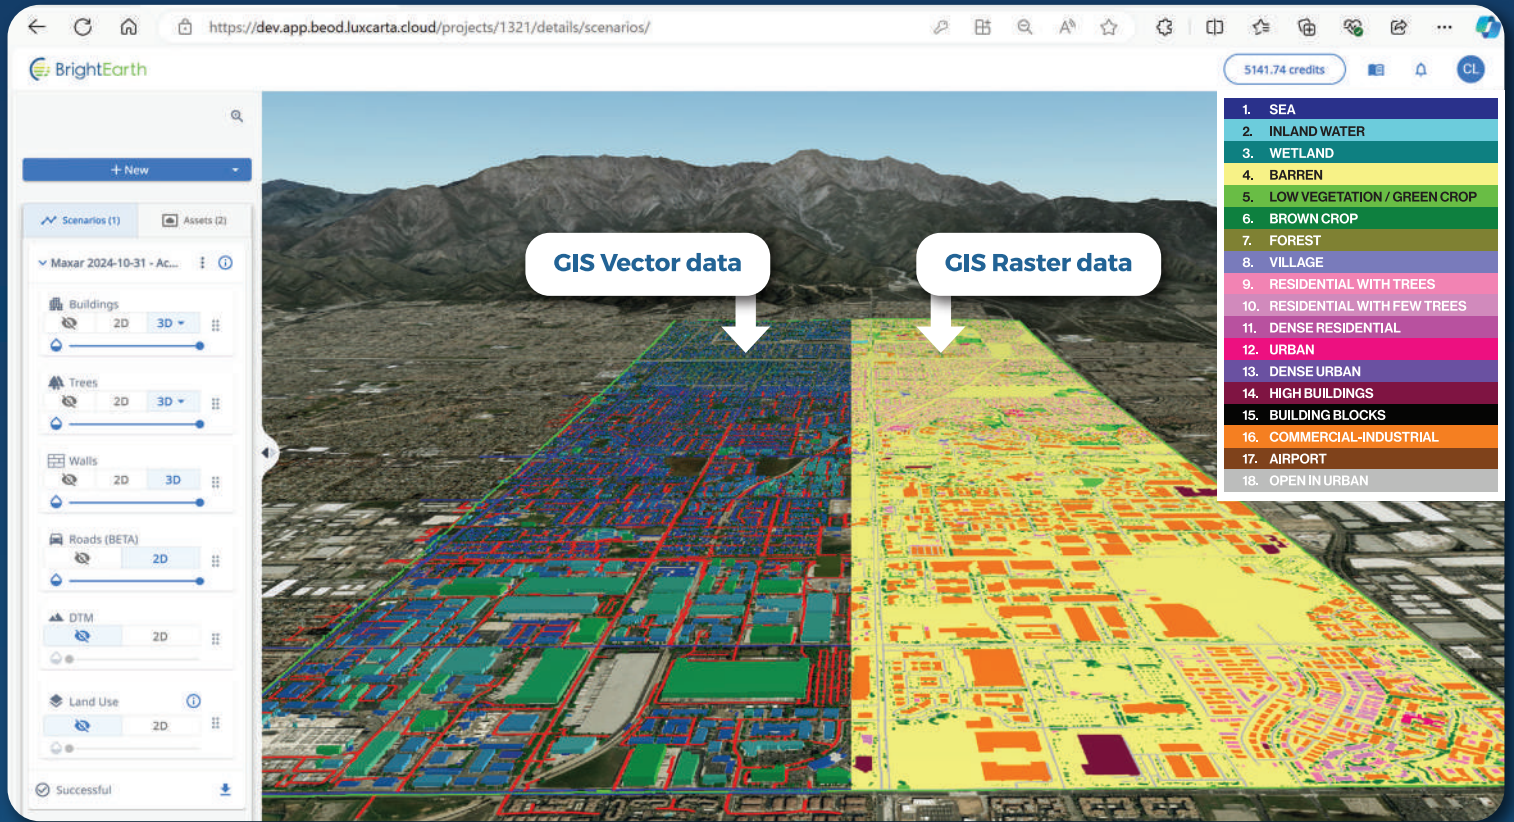 https://dev.app.beod.luxcarta.cloud/projects/1321/details/scenarios/
BrightEarth
5141.74 credits
CL
+ New
Scenarios (1)
Assets (2)
Maxar 2024-10-31 - Ac...
Buildings
2D
3D
Trees
2D
3D
Walls
2D
3D
Roads (BETA)
2D
DTM
2D
Land Use
2D
Successful
GIS Vector data
GIS Raster data
1. SEA
2. INLAND WATER
3. WETLAND
4. BARREN
5. LOW VEGETATION / GREEN CROP
6. BROWN CROP
7. FOREST
8. VILLAGE
9. RESIDENTIAL WITH TREES
10. RESIDENTIAL WITH FEW TREES
11. DENSE RESIDENTIAL
12. URBAN
13. DENSE URBAN
14. HIGH BUILDINGS
15. BUILDING BLOCKS
16. COMMERCIAL-INDUSTRIAL
17. AIRPORT
18. OPEN IN URBAN